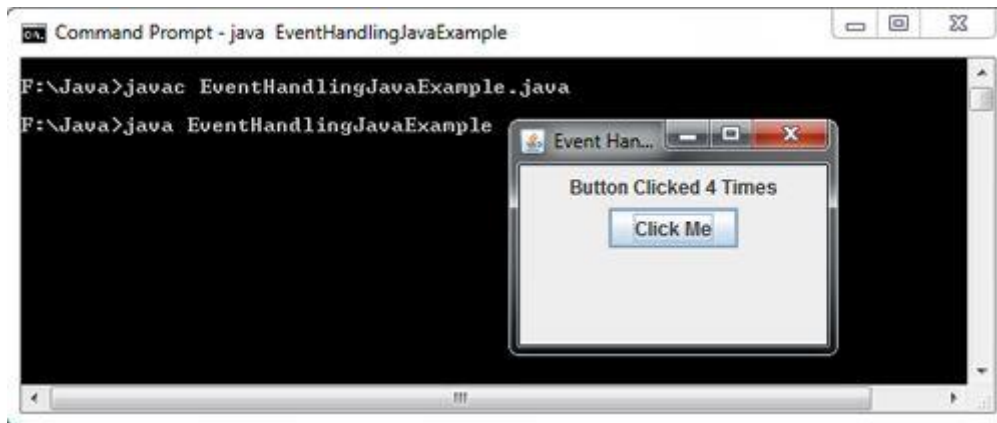 Command Prompt - java EventHandlingJavaExample
F:\Java>javac EventHandlingJavaExample.java
F:\Java>java EventHandlingJavaExample
Event Han...
Button Clicked 4 Times
Click Me